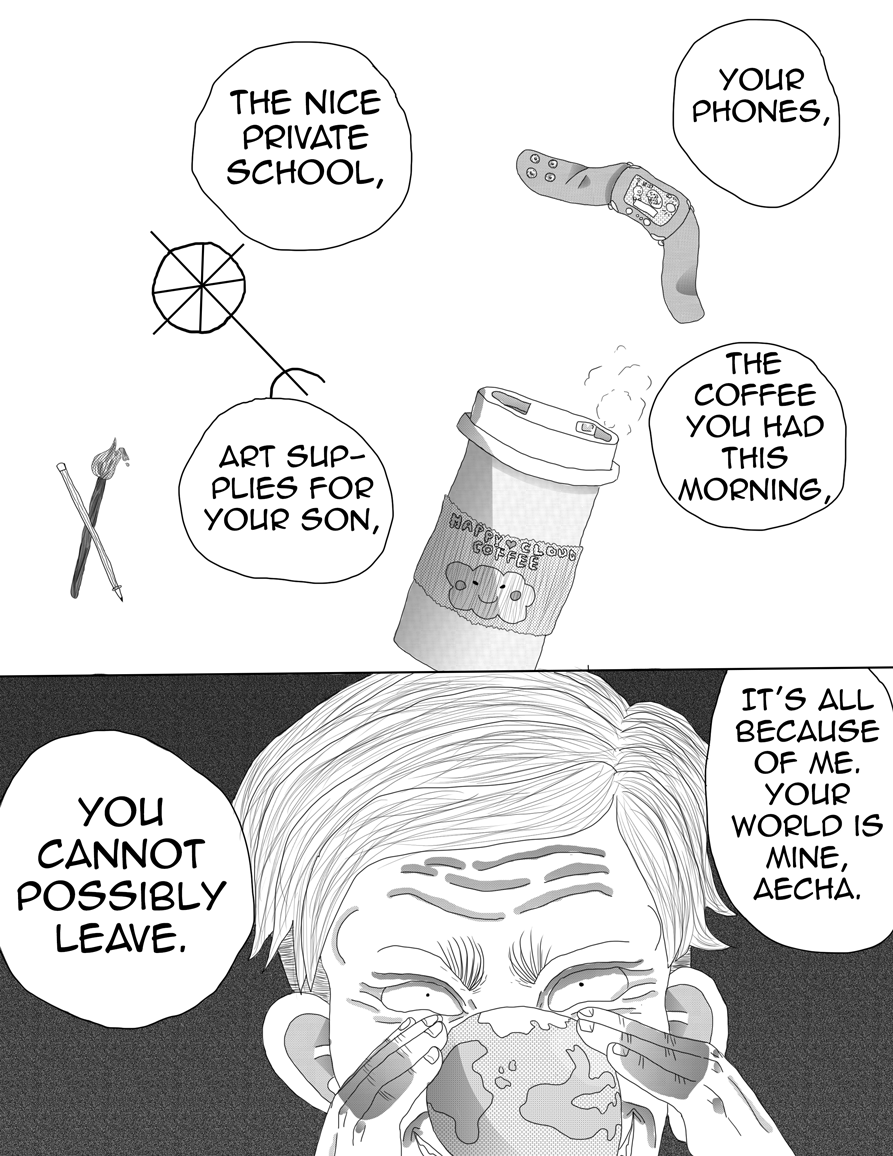 YOUR
PHONES,
THE NICE
PRIVATE
SCHOOL,
THE
COFFEE
YOU HAD
THIS
MORNING,
ART SUP-
PLIES FOR
YOUR SON,
HAPPY♥CLOUD
COFFEE
IT'S ALL
BECAUSE
OF ME.
YOUR
WORLD IS
MINE,
AECHA.
YOU
CANNOT
POSSIBLY
LEAVE.